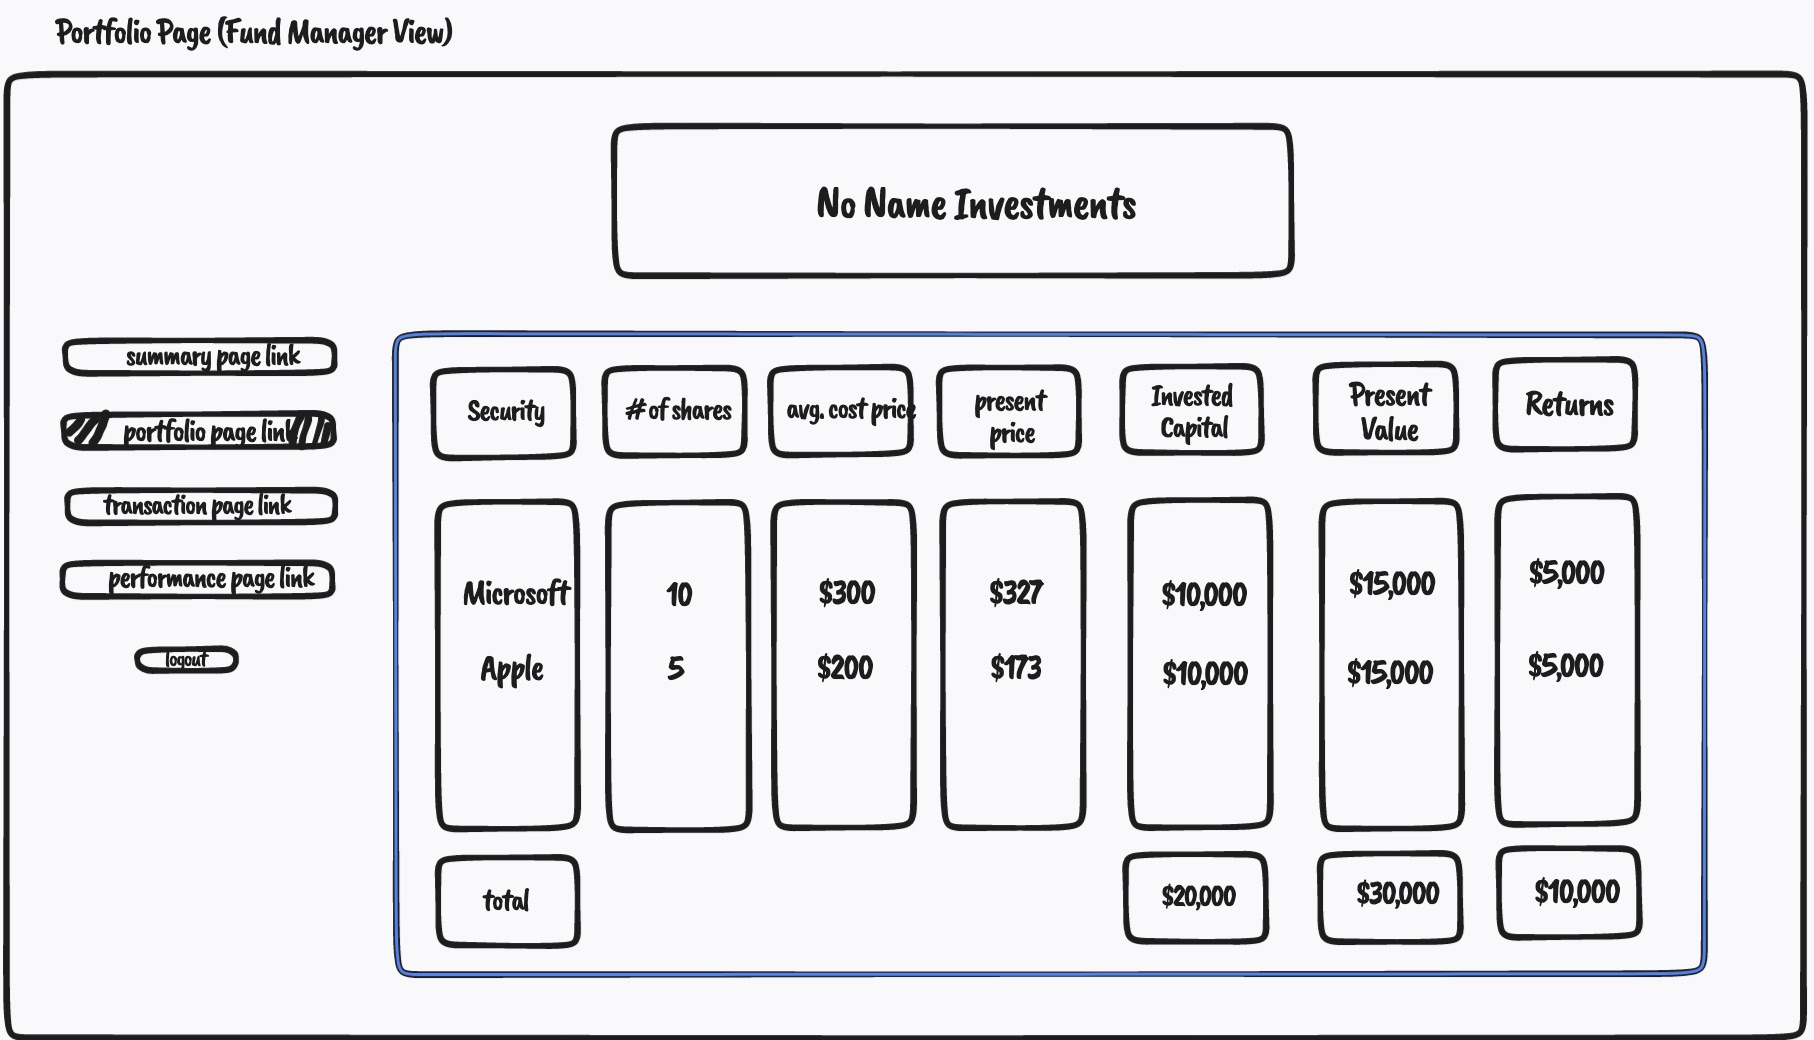 Portfolio Page (Fund Manager View)
No Name Investments
summary page link
portfolio page link
transaction page link
performance page link
logout
Security
# of shares
avg. cost price
present
price
Invested
Capital
Present
Value
Returns
Microsoft
10
$300
$327
$10,000
$15,000
$5,000
Apple
5
$200
$173
$10,000
$15,000
$5,000
total
$20,000
$30,000
$10,000